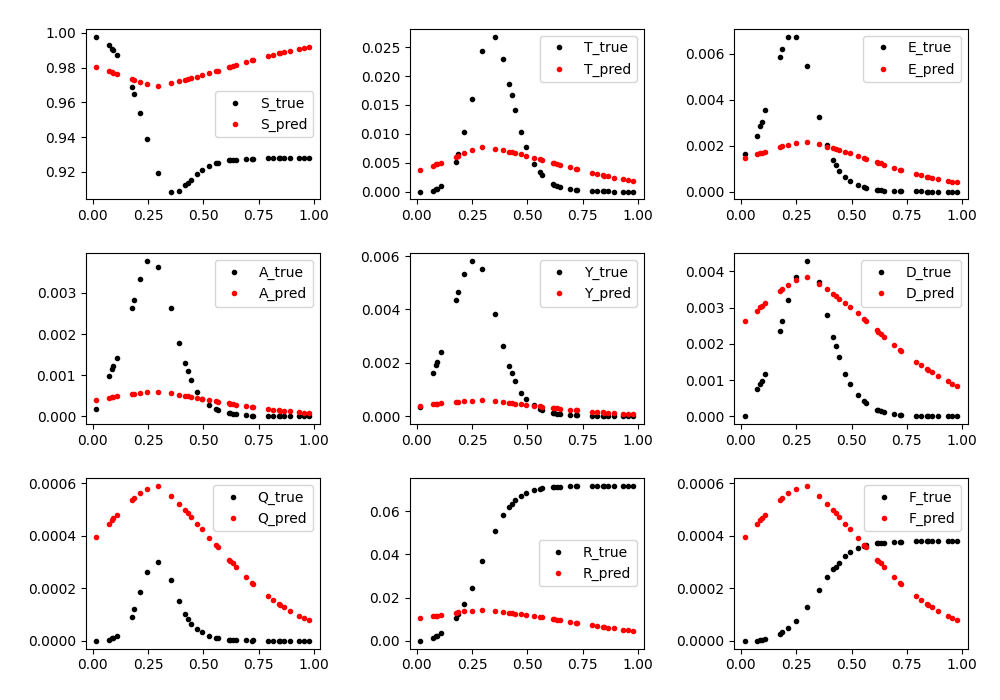 1.00
0.98
0.96
0.94
0.92
S_true
S_pred
0.00 0.25 0.50 0.75 1.00
0.025
0.020
0.015
0.010
0.005
0.000
T_true
T_pred
0.00 0.25 0.50 0.75 1.00
0.006
0.004
0.002
0.000
E_true
E_pred
0.00 0.25 0.50 0.75 1.00
0.003
0.002
0.001
0.000
A_true
A_pred
0.00 0.25 0.50 0.75 1.00
0.006
0.004
0.002
0.000
Y_true
Y_pred
0.00 0.25 0.50 0.75 1.00
0.004
0.003
0.002
0.001
0.000
D_true
D_pred
0.00 0.25 0.50 0.75 1.00
0.0006
0.0004
0.0002
0.0000
Q_true
Q_pred
0.00 0.25 0.50 0.75 1.00
0.06
0.04
0.02
0.00
R_true
R_pred
0.00 0.25 0.50 0.75 1.00
0.0006
0.0004
0.0002
0.0000
F_true
F_pred
0.00 0.25 0.50 0.75 1.00